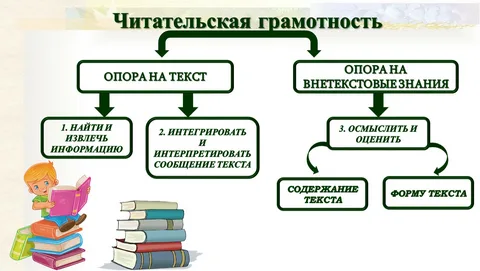 Читательская грамотность
ОПОРА НА ТЕКСТ
ОПОРА НА
ВНЕТЕКСТОВЫЕ ЗНАНИЯ
1. НАЙТИ И
ИЗВЛЕЧЬ
ИНФОРМАЦИЮ
2. ИНТЕГРИРОВАТЬ
И
ИНТЕРПРЕТИРОВАТЬ
СООБЩЕНИЕ ТЕКСТА
3. ОСМЫСЛИТЬ И
ОЦЕНИТЬ
СОДЕРЖАНИЕ
ТЕКСТА
ФОРМУ ТЕКСТА